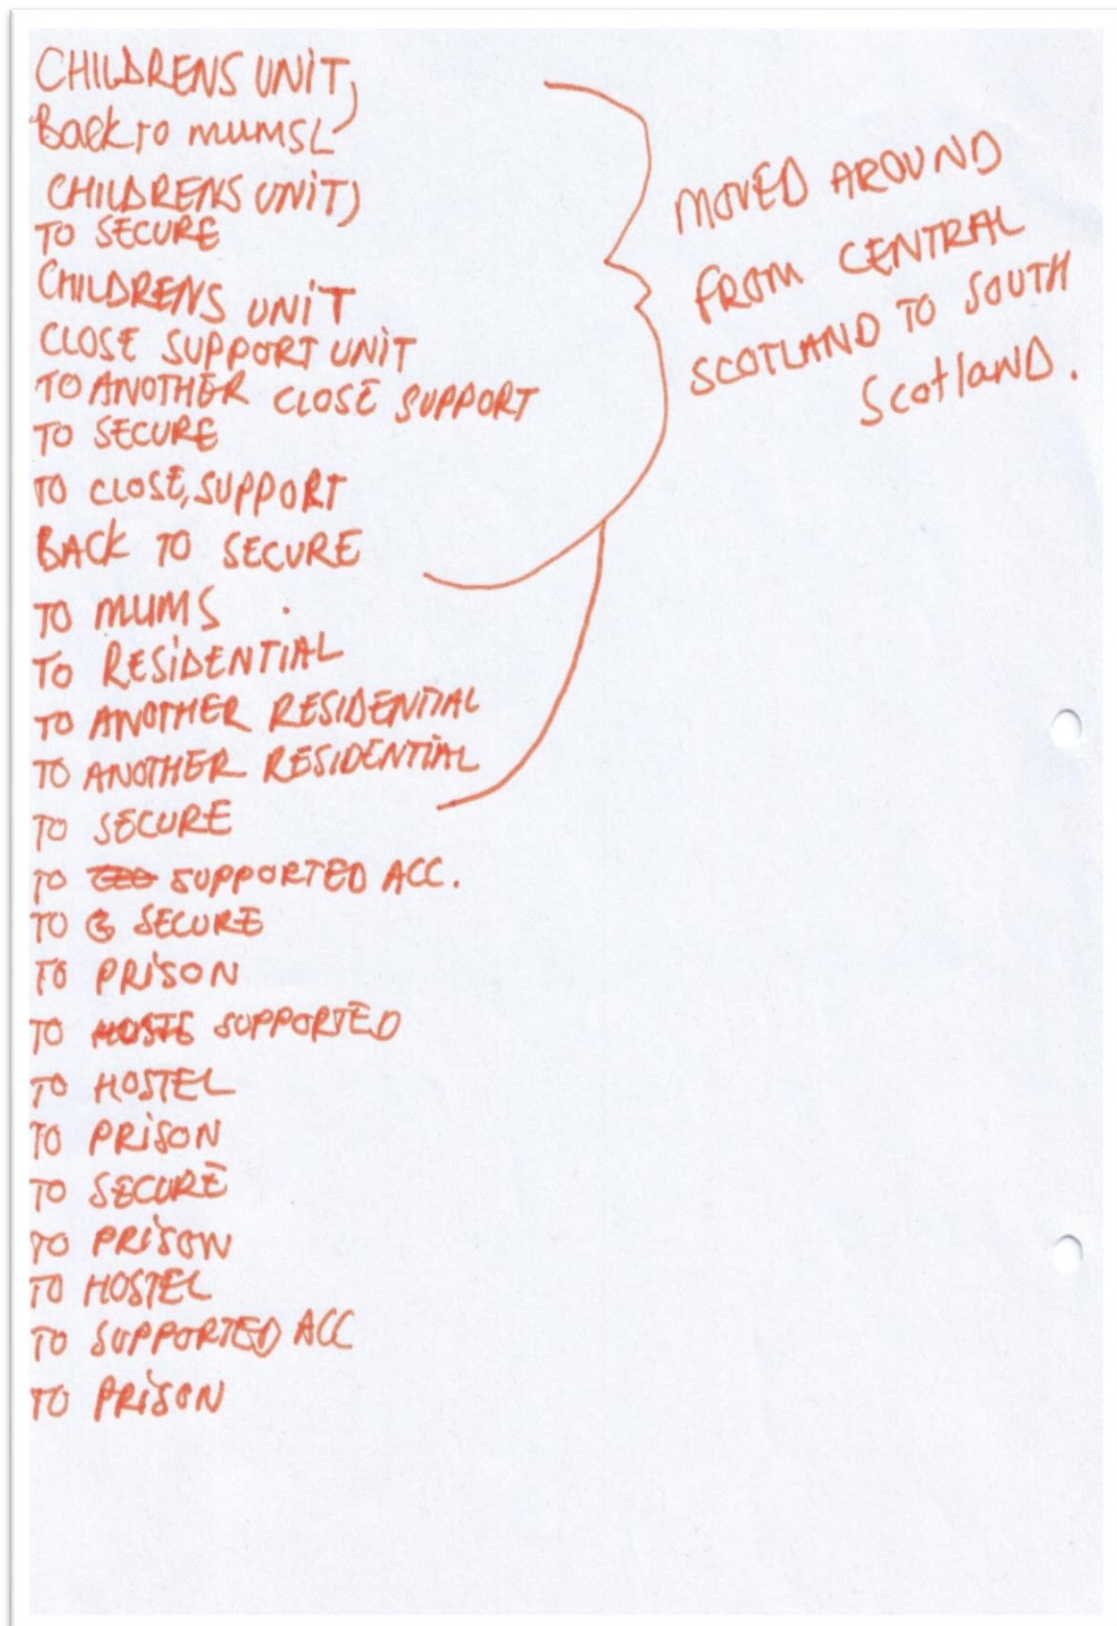 CHILDRENS UNIT,
Back to mumsL
CHILDRENS UNIT)
TO SECURE
CHILDRENS UNIT
CLOSE SUPPORT UNIT
TO ANOTHER CLOSE SUPPORT
TO SECURE
TO CLOSE, SUPPORT
BACK TO SECURE
TO MUMS .
TO RESIDENTIAL
TO ANOTHER RESIDENTIAL
TO ANOTHER RESIDENTIAL
TO SECURE
TO SUPPORTED ACC.
TO SECURE
TO PRISON
TO HOSTE SUPPORTED
TO HOSTEL
TO PRISON
TO SECURE
TO PRISON
TO HOSTEL
TO SUPPORTED ACC
TO PRISON
MOVED AROUND
FROM CENTRAL
SCOTLAND TO SOUTH
Scotland.